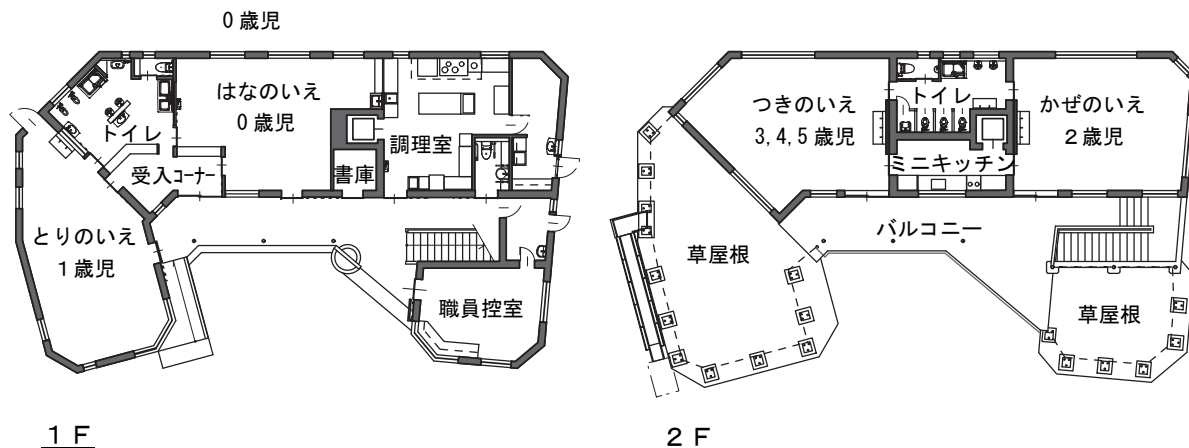 0歳児
はなのいえ
0歳児
トイレ
調理室
受入ｺｰﾅｰ
書庫
とりのいえ
1歳児
職員控室
1F
つきのいえ
3,4,5歳児
トイレ
かぜのいえ
2歳児
ミニキッチン
バルコニー
草屋根
草屋根
2F